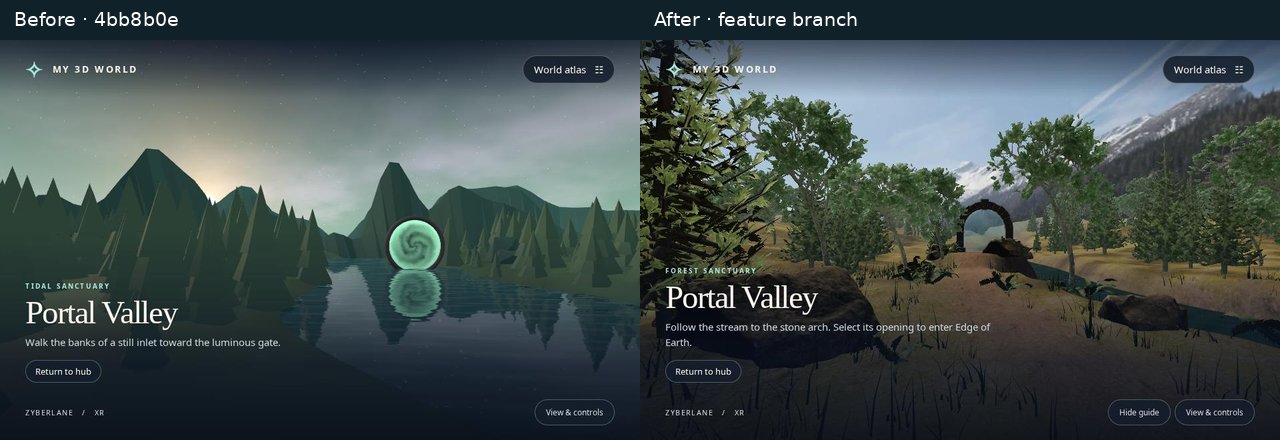 Before · 4bb8b0e
MY 3D WORLD
World atlas
TIDAL SANCTUARY
Portal Valley
Walk the banks of a still inlet toward the luminous gate.
Return to hub
ZYBERLANE / XR
View & controls
After · feature branch
MY 3D WORLD
World atlas
FOREST SANCTUARY
Portal Valley
Follow the stream to the stone arch. Select its opening to enter Edge of
Earth.
Return to hub
ZYBERLANE / XR
Hide guide
View & controls